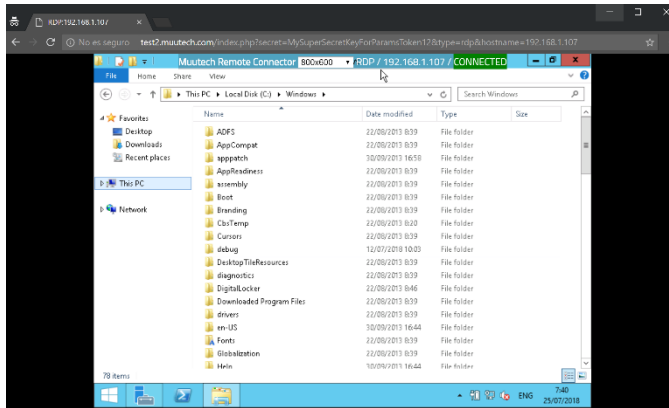 RDP:192.168.1.107
No es seguro test2.muutech.com/index.php?secret=MySuperSecretKeyForParamsToken12&type=rdp&hostname=192.168.1.107
Muutech Remote Connector 800x600 /RDP / 192.168.1.107 / CONNECTED
File Home Share View
This PC Local Disk (C:) Windows Search Windows
Name Date modified Type Size
Favorites
Desktop
Downloads
Recent places
This PC
Network
ADFS 22/08/2013 8:39 File folder
AppCompat 22/08/2013 8:39 File folder
apppatch 30/09/2013 16:58 File folder
AppReadiness 22/08/2013 8:39 File folder
assembly 22/08/2013 8:39 File folder
Boot 22/08/2013 8:39 File folder
Branding 22/08/2013 8:39 File folder
CbsTemp 22/08/2013 8:20 File folder
Cursors 22/08/2013 8:39 File folder
debug 12/07/2018 10:03 File folder
DesktopTileResources 22/08/2013 8:39 File folder
diagnostics 22/08/2013 8:39 File folder
DigitalLocker 22/08/2013 8:46 File folder
Downloaded Program Files 22/08/2013 8:39 File folder
drivers 22/08/2013 8:39 File folder
en-US 30/09/2013 16:44 File folder
Fonts 22/08/2013 8:39 File folder
Globalization 22/08/2013 8:39 File folder
Help 30/09/2013 16:44 File folder
78 items
ENG 7:40
25/07/2018